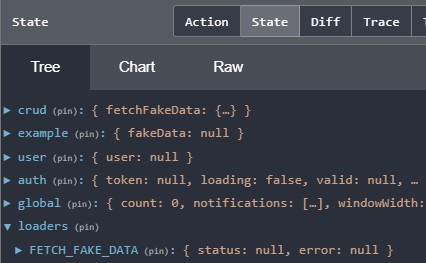 State Action State Diff Trace T
Tree Chart Raw
▶ crud (pin): { fetchFakeData: {…} }
▶ example (pin): { fakeData: null }
▶ user (pin): { user: null }
▶ auth (pin): { token: null, loading: false, valid: null, …
▶ global (pin): { count: 0, notifications: […], windowWidth:
▼ loaders (pin)
▶ FETCH_FAKE_DATA (pin): { status: null, error: null }